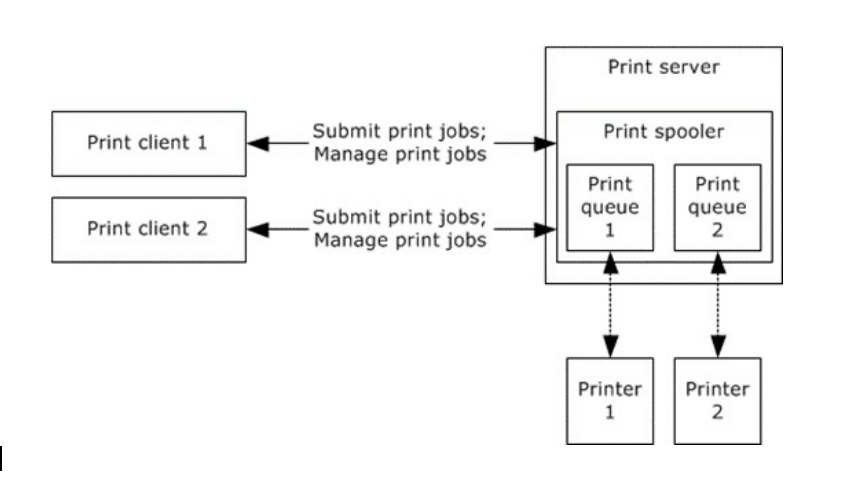 Print server
Print spooler
Print client 1
Submit print jobs;
Manage print jobs
Print
queue
1
Print
queue
2
Print client 2
Submit print jobs;
Manage print jobs
Printer
1
Printer
2